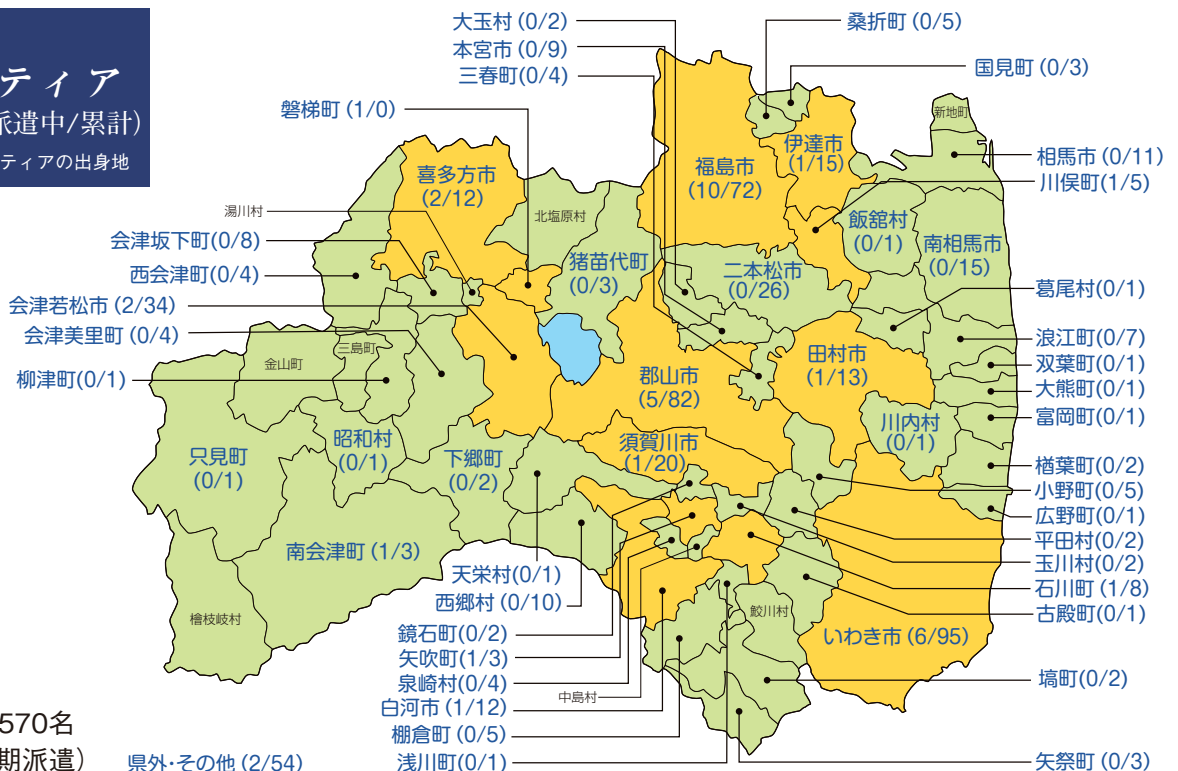 ティア
派遣中/累計)
ティアの出身地
大玉村 (0/2)
本宮市 (0/9)
三春町(0/4)
桑折町 (0/5)
国見町 (0/3)
磐梯町 (1/0)
新地町
伊達市
(1/15)
福島市
(10/72)
相馬市 (0/11)
川俣町(1/5)
喜多方市
(2/12)
湯川村
北塩原村
飯舘村
(0/1)
南相馬市
(0/15)
会津坂下町(0/8)
西会津町(0/4)
猪苗代町
(0/3)
二本松市
(0/26)
葛尾村(0/1)
会津若松市 (2/34)
会津美里町 (0/4)
浪江町(0/7)
双葉町(0/1)
大熊町(0/1)
富岡町(0/1)
三島町
金山町
柳津町(0/1)
田村市
(1/13)
郡山市
(5/82)
川内村
(0/1)
須賀川市
(1/20)
昭和村
(0/1)
只見町
(0/1)
下郷町
(0/2)
楢葉町(0/2)
小野町(0/5)
広野町(0/1)
平田村(0/2)
玉川村(0/2)
石川町 (1/8)
古殿町(0/1)
南会津町 (1/3)
天栄村(0/1)
西郷村 (0/10)
檜枝岐村
鮫川村
鏡石町(0/2)
矢吹町(1/3)
泉崎村(0/4)
中島村
いわき市 (6/95)
白河市 (1/12)
塙町(0/2)
棚倉町 (0/5)
浅川町(0/1)
矢祭町 (0/3)
570名
期派遣)
県外・その他 (2/54)